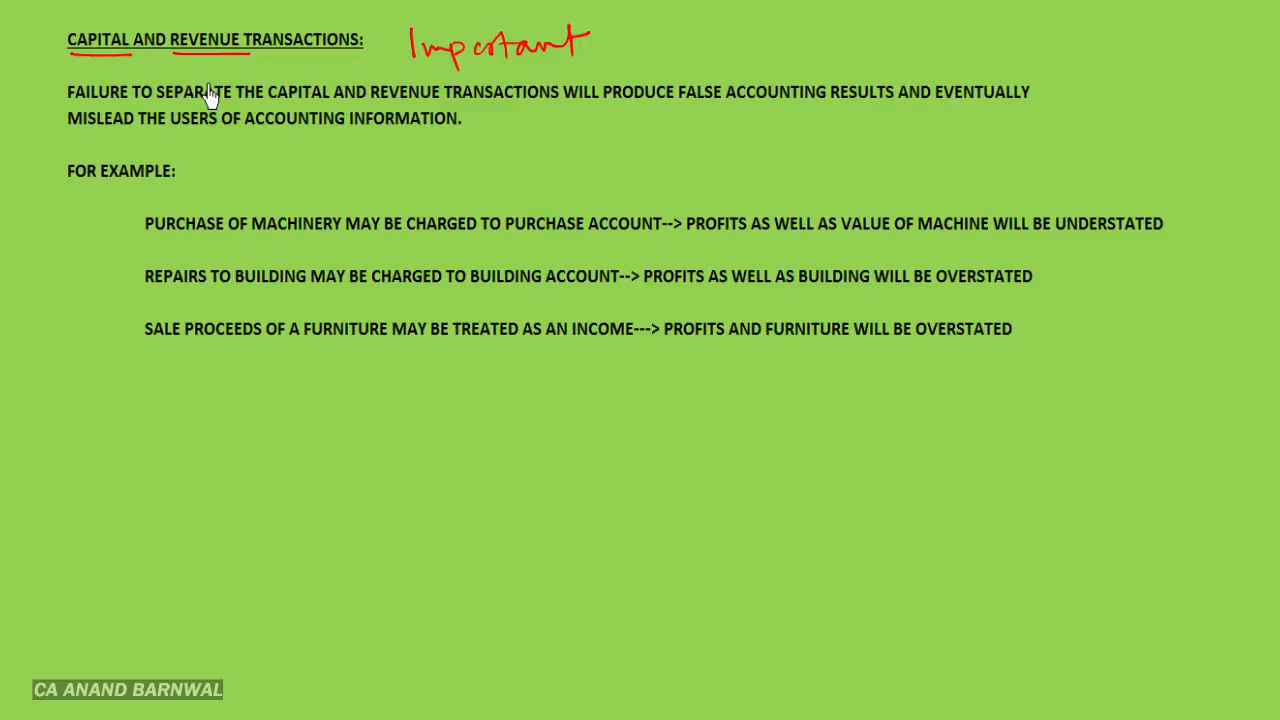 CAPITAL AND REVENUE TRANSACTIONS: Important
FAILURE TO SEPARATE THE CAPITAL AND REVENUE TRANSACTIONS WILL PRODUCE FALSE ACCOUNTING RESULTS AND EVENTUALLY
MISLEAD THE USERS OF ACCOUNTING INFORMATION.
FOR EXAMPLE:
PURCHASE OF MACHINERY MAY BE CHARGED TO PURCHASE ACCOUNT--> PROFITS AS WELL AS VALUE OF MACHINE WILL BE UNDERSTATED
REPAIRS TO BUILDING MAY BE CHARGED TO BUILDING ACCOUNT--> PROFITS AS WELL AS BUILDING WILL BE OVERSTATED
SALE PROCEEDS OF A FURNITURE MAY BE TREATED AS AN INCOME---> PROFITS AND FURNITURE WILL BE OVERSTATED
CA ANAND BARNWAL